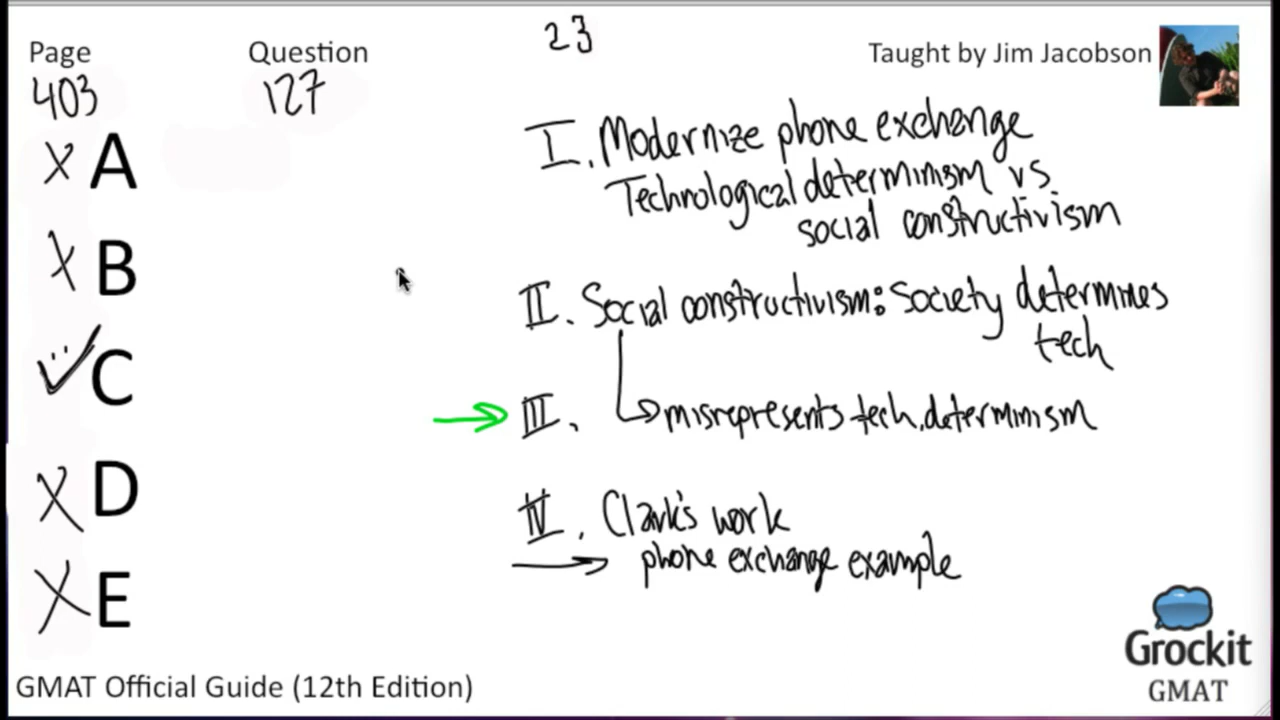 Page
Question
23
Taught by Jim Jacobson
403
127
X A
X B
C
X D
X E
I. Modernize phone exchange
Technological determinism vs
social constructivism
II. Social constructivism: Society determines
tech
III. misrepresents tech. determinism
IV. Clark's work
phone exchange example
Grockit
GMAT
GMAT Official Guide (12th Edition)